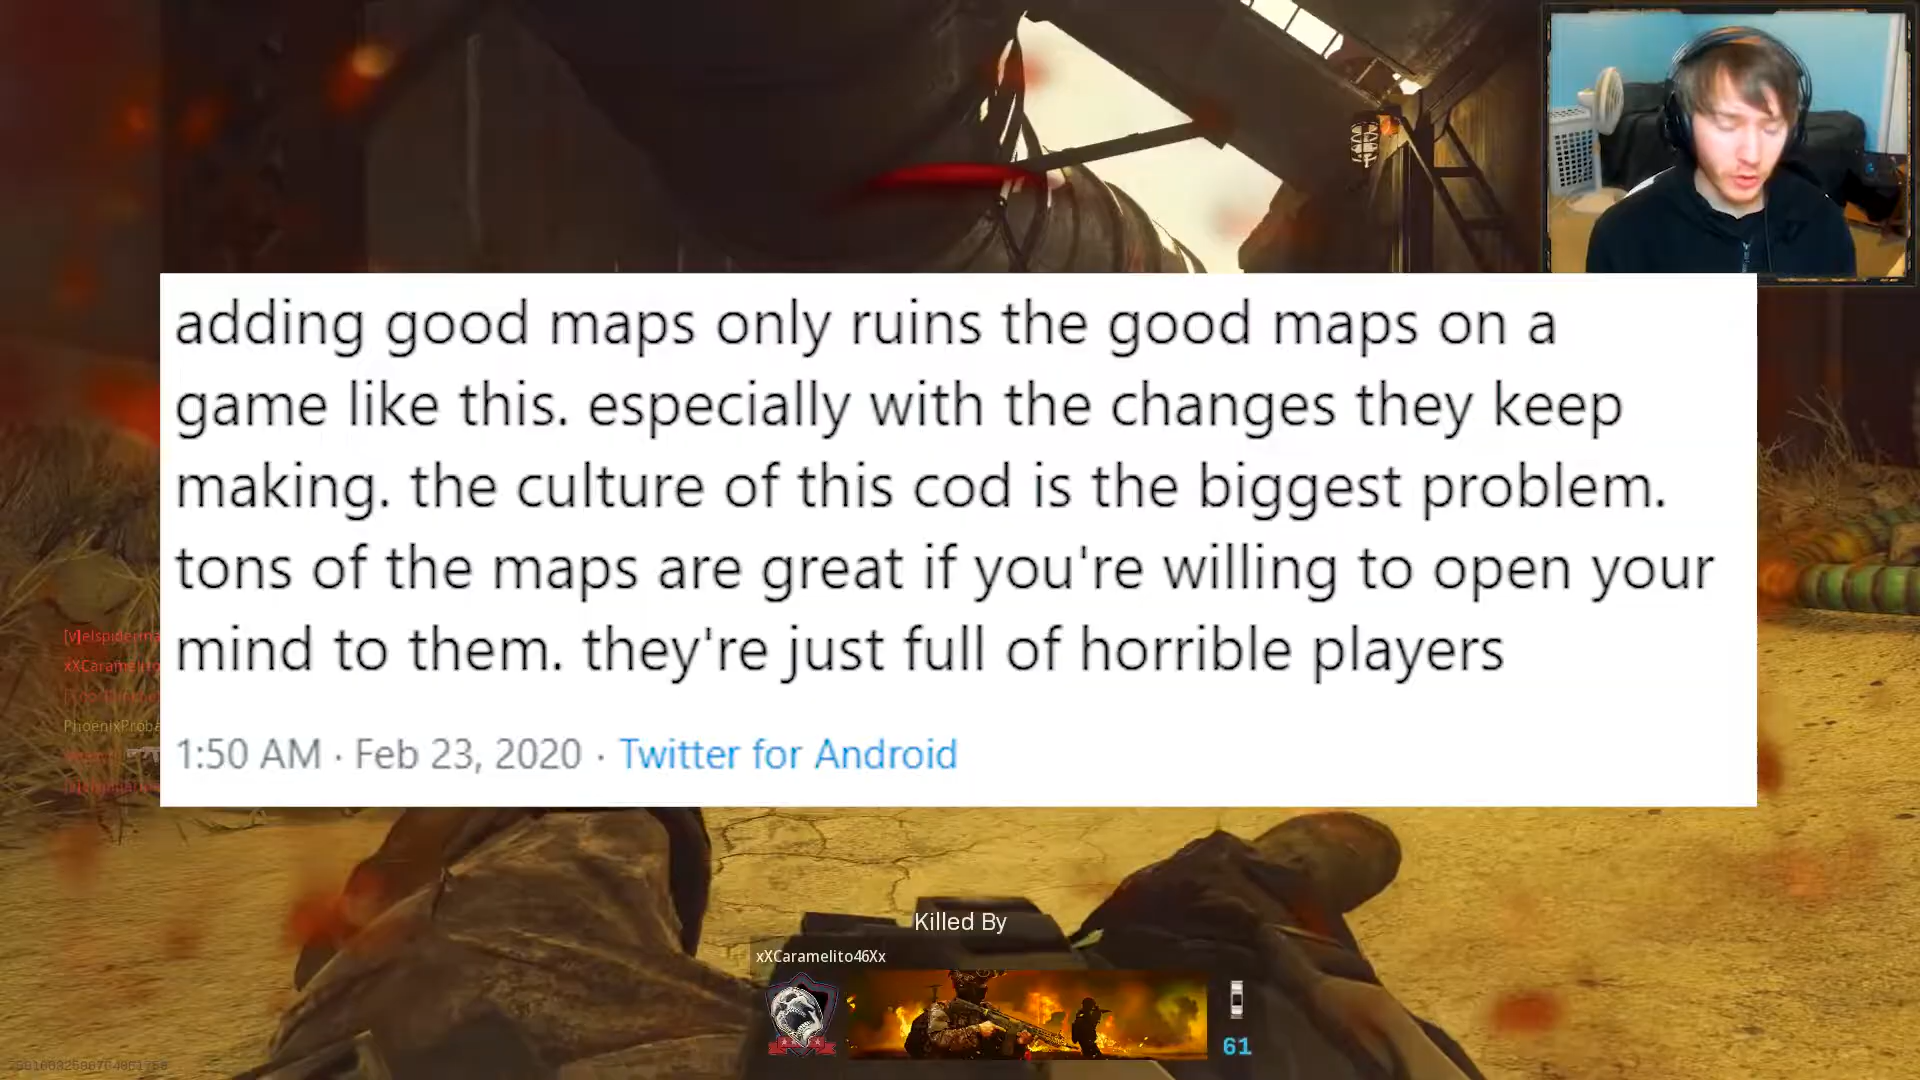 adding good maps only ruins the good maps on a
game like this. especially with the changes they keep
making. the culture of this cod is the biggest problem.
tons of the maps are great if you're willing to open your
mind to them. they're just full of horrible players
1:50 AM · Feb 23, 2020 · Twitter for Android
xXCaramelito
PhoenixProba
Killed By
xXCaramelito46Xx
61